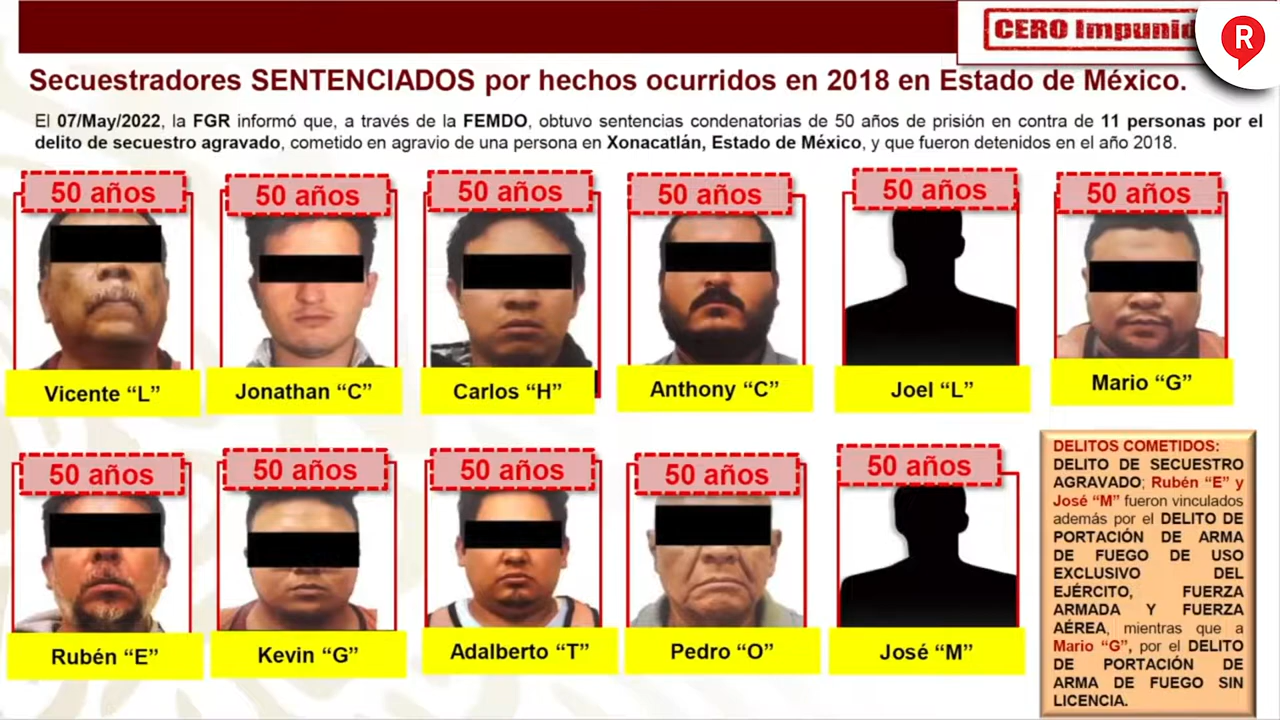 CERO Impunid
R
Secuestradores SENTENCIADOS por hechos ocurridos en 2018 en Estado de México.
El 07/May/2022, la FGR informó que, a través de la FEMDO, obtuvo sentencias condenatorias de 50 años de prisión en contra de 11 personas por el
delito de secuestro agravado, cometido en agravio de una persona en Xonacatlán, Estado de México, y que fueron detenidos en el año 2018.
50 años
50 años
50 años
50 años
50 años
50 años
Vicente “L”
Jonathan “C”
Carlos “H”
Anthony “C”
Joel “L”
Mario “G”
50 años
50 años
50 años
50 años
50 años
Rubén “E”
Kevin “G”
Adalberto “T”
Pedro “O”
José “M”
DELITOS COMETIDOS:
DELITO DE SECUESTRO
AGRAVADO; Rubén “E” y
José “M” fueron vinculados
además por el DELITO DE
PORTACIÓN DE ARMA
DE FUEGO DE USO
EXCLUSIVO DEL
EJÉRCITO, FUERZA
ARMADA Y FUERZA
AÉREA, mientras que a
Mario “G”, por el DELITO
DE PORTACIÓN DE
ARMA DE FUEGO SIN
LICENCIA.